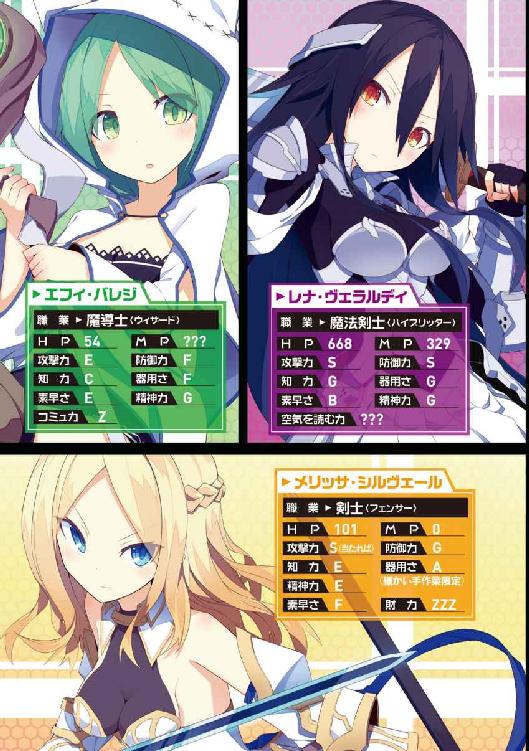 ▶エフィ・バレジ
職業▶魔導士〈ウィザード〉
HP 54 MP ???
攻撃力 E 防御力 F
知力 C 器用さ F
素早さ E 精神力 G
コミュ力 Z
▶レナ・ヴェラルディ
職業▶魔法剣士〈ハイブリッター〉
HP 668 MP 329
攻撃力 S 防御力 S
知力 G 器用さ G
素早さ B 精神力 G
空気を読む力 ???
▶メリッサ・シルヴェール
職業▶剣士〈フェンサー〉
HP 101 MP 0
攻撃力 S(当たれば) 防御力 G
知力 E 器用さ A
精神力 E (細かい手作業限定)
素早さ F 財力 ZZZ